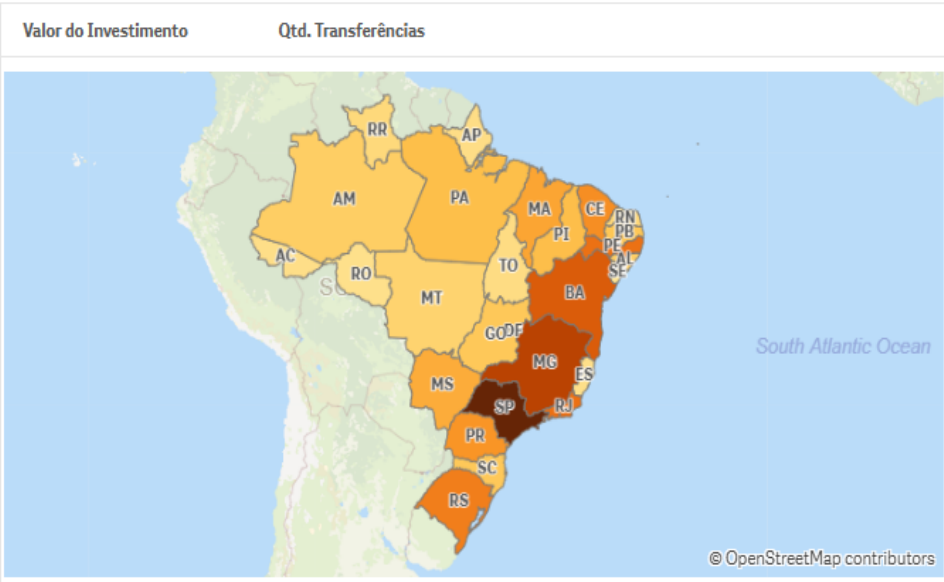 Valor do Investimento Qtd. Transferências
RR AP
AM PA MA CE RN
PI PB
PE
AC RO TO AL
SE
MT BA
GO DF
MG
MS ES
SP RJ
PR
SC
RS
South Atlantic Ocean
© OpenStreetMap contributors